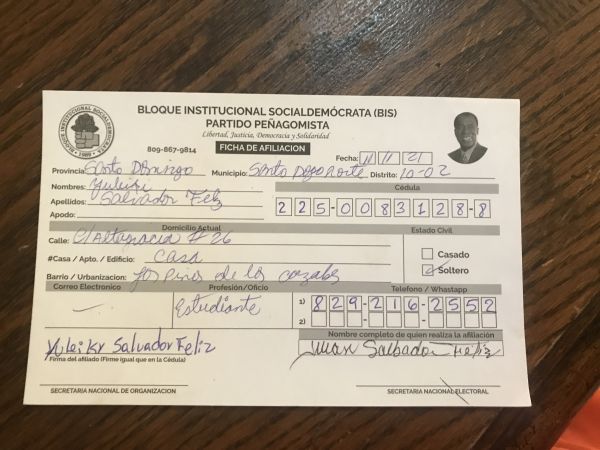 BLOQUE INSTITUCIONAL SOCIALDEMÓCRATA (BIS)
PARTIDO PEÑAGOMISTA
Libertad, Justicia, Democracia y Solidaridad
809-867-9814
FICHA DE AFILIACION
Fecha: 11/11/21
Provincia: Santo Domingo Municipio: Santo Dgo Norte Distrito: 10-02
Nombres: Yuleiki
Cédula
Apellidos: Salvador Feliz
225-0083128-8
Apodo:
Domicilio Actual
Estado Civil
Calle: C/Altagracia # 26
Casado
#Casa / Apto. / Edificio: Casa
Soltero
Barrio / Urbanizacion: Los Pinos de los
Correo Electronico Profesión/Oficio Telefono / Whastapp
Estudiante
1) 829-216-2552
2)
Nombre completo de quien realiza la afiliación
Yuleiky Salvador Feliz
Juan Salbador Feliz
Firma del afiliado (Firme igual que en la Cédula)
SECRETARIA NACIONAL DE ORGANIZACION
SECRETARIA NACIONAL ELECTORAL